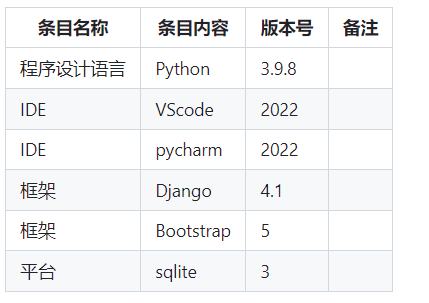 条目名称 条目内容 版本号 备注
程序设计语言 Python 3.9.8
IDE VScode 2022
IDE pycharm 2022
框架 Django 4.1
框架 Bootstrap 5
平台 sqlite 3